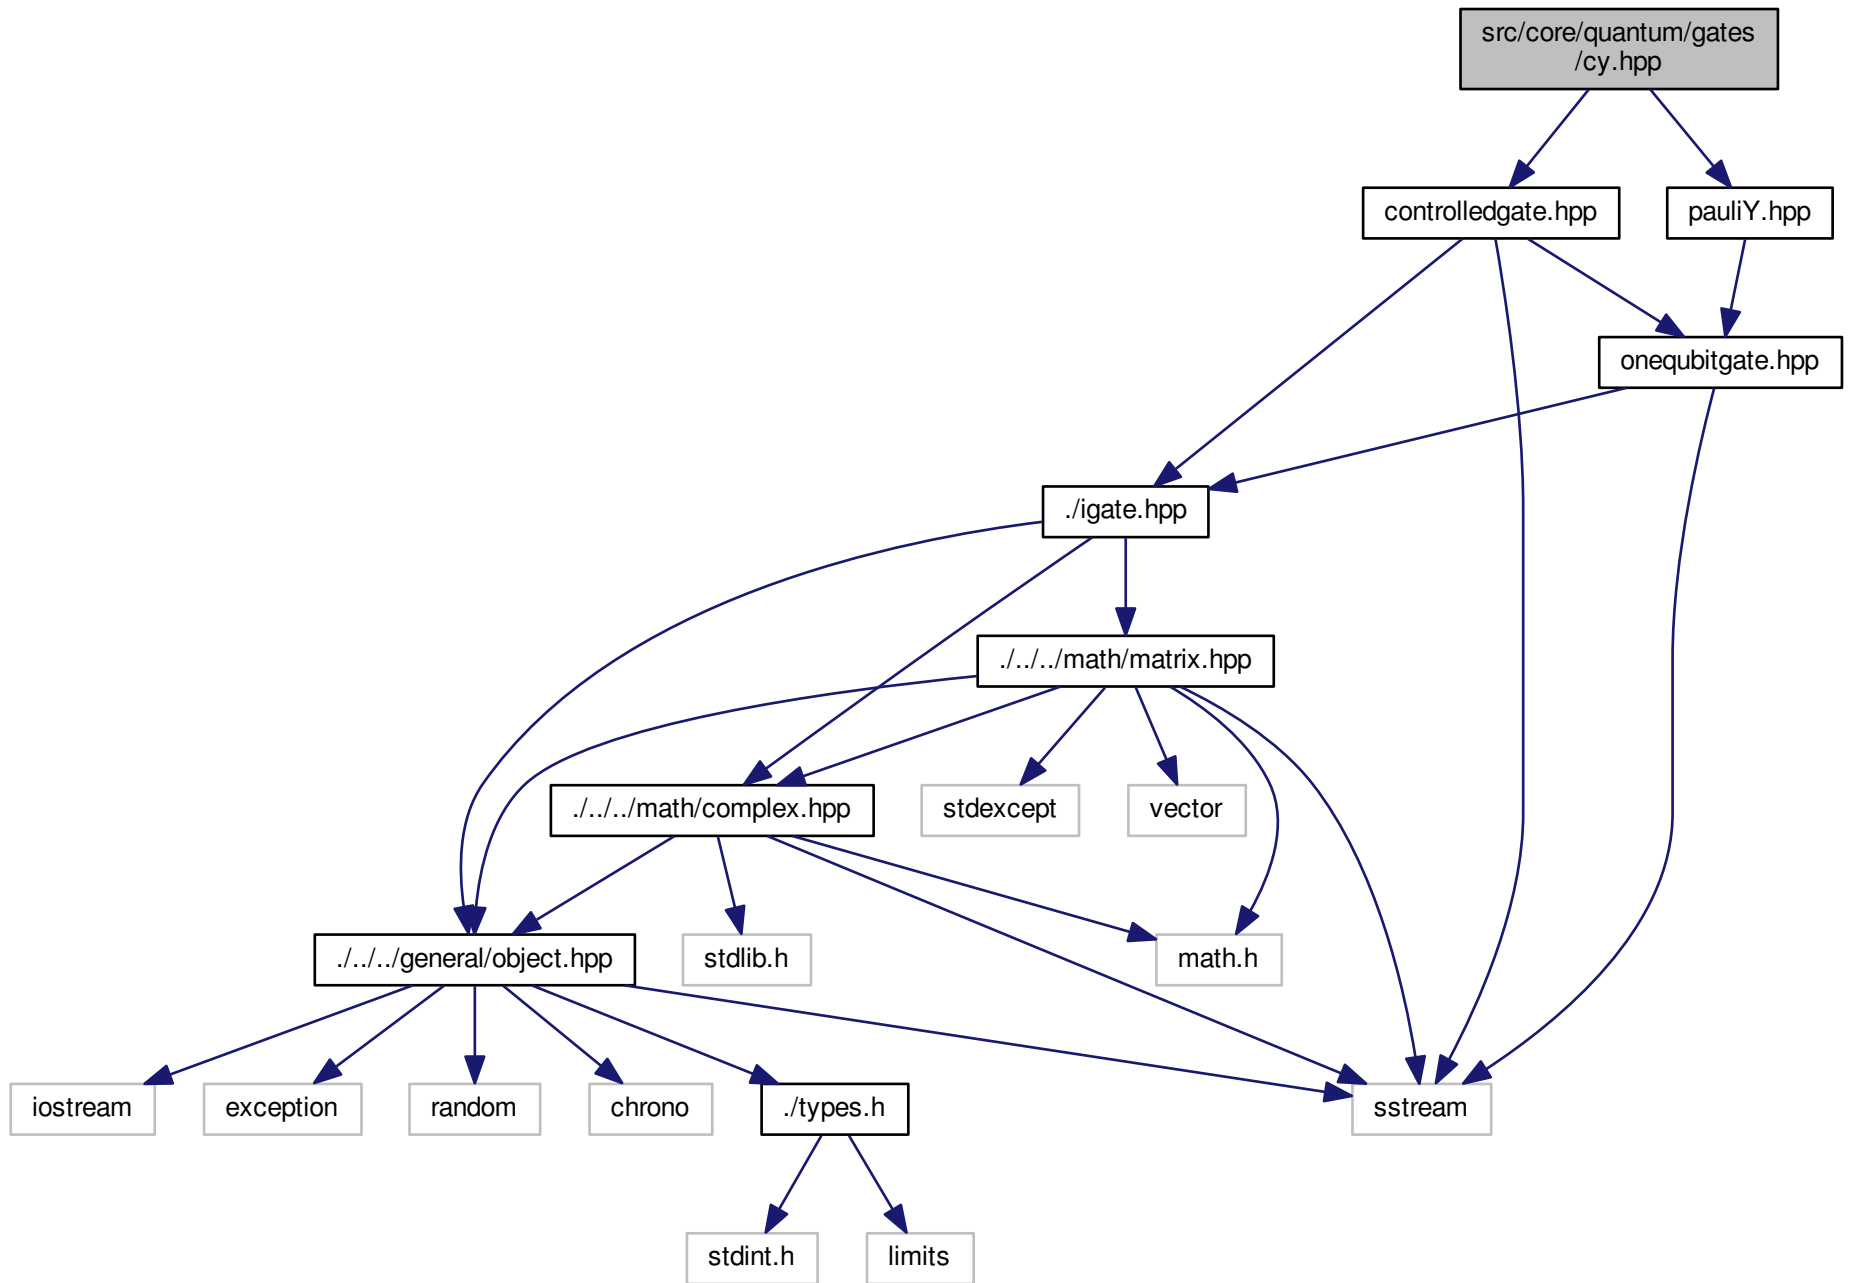 src/core/quantum/gates
/cy.hpp
controlledgate.hpp
pauliY.hpp
onequbitgate.hpp
./igate.hpp
./../../math/matrix.hpp
./../../math/complex.hpp
stdexcept
vector
./../../general/object.hpp
stdlib.h
math.h
iostream
exception
random
chrono
./types.h
sstream
stdint.h
limits